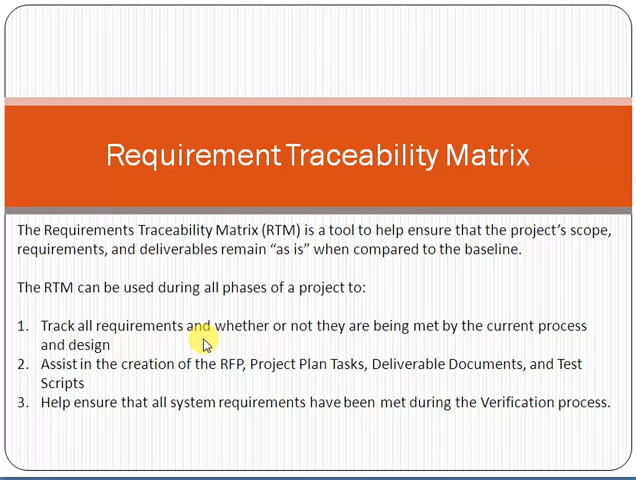 Requirement Traceability Matrix
The Requirements Traceability Matrix (RTM) is a tool to help ensure that the project's scope,
requirements, and deliverables remain “as is” when compared to the baseline.
The RTM can be used during all phases of a project to:
1. Track all requirements and whether or not they are being met by the current process
and design
2. Assist in the creation of the RFP, Project Plan Tasks, Deliverable Documents, and Test
Scripts
3. Help ensure that all system requirements have been met during the Verification process.